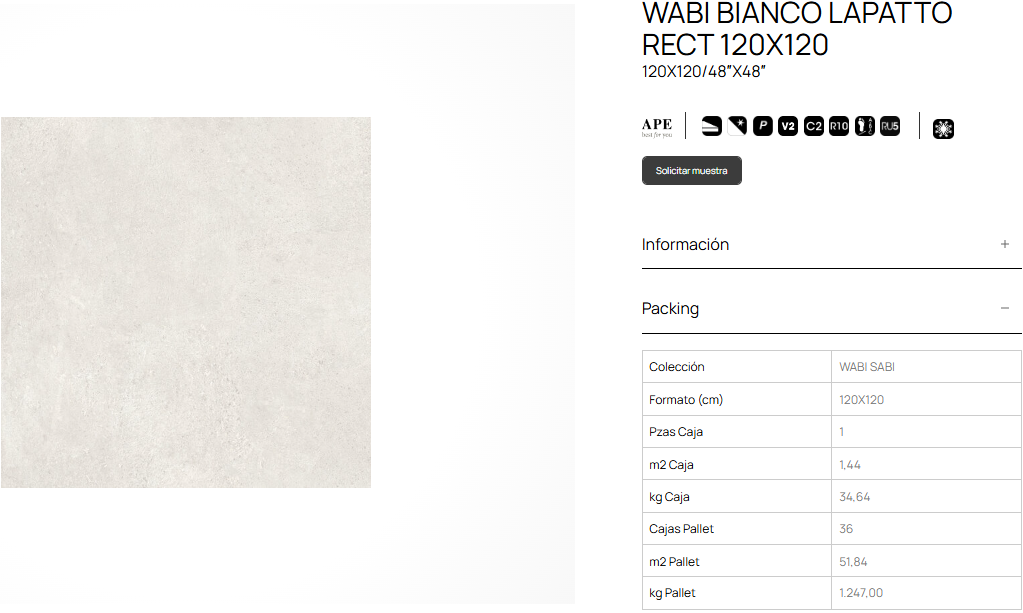 WABI BIANCO LAPATTO
RECT 120X120
120X120/48″X48″
APE
best for you
P
V2
C2
R10
RU5
Solicitar muestra
Información +
Packing −
Colección WABI SABI
Formato (cm) 120X120
Pzas Caja 1
m2 Caja 1,44
kg Caja 34,64
Cajas Pallet 36
m2 Pallet 51,84
kg Pallet 1.247,00